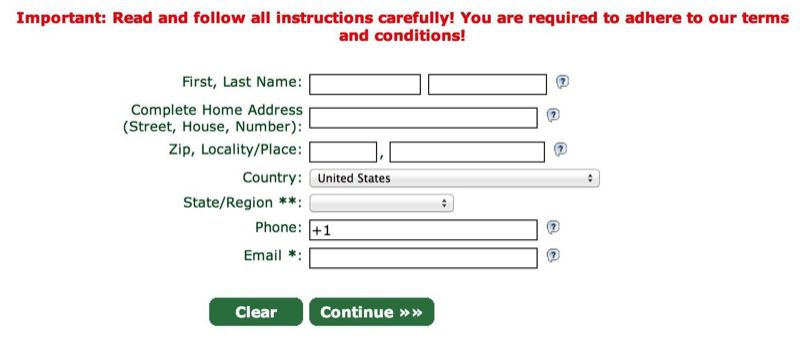 Important: Read and follow all instructions carefully! You are required to adhere to our terms
and conditions!
First, Last Name: ?
Complete Home Address
(Street, House, Number): ?
Zip, Locality/Place: , ?
Country: United States
State/Region **:
Phone: +1 ?
Email *: ?
Clear Continue »»